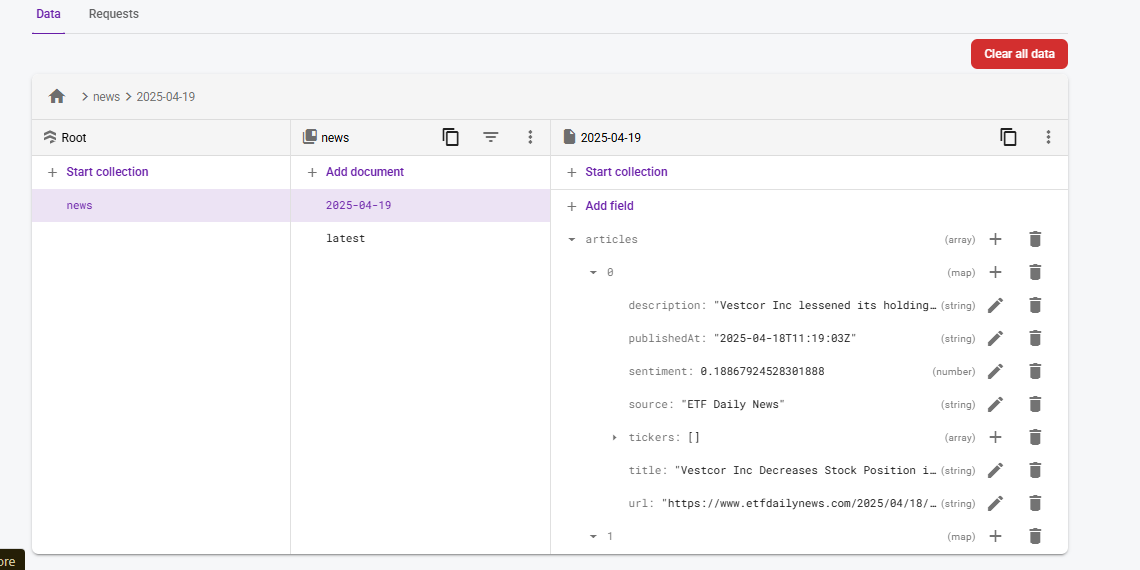 Data Requests
Clear all data
news 2025-04-19
Root news 2025-04-19
Start collection Add document Start collection
news 2025-04-19 Add field
latest articles (array)
0 (map)
description: "Vestcor Inc lessened its holding… (string)
publishedAt: "2025-04-18T11:19:03Z" (string)
sentiment: 0.18867924528301888 (number)
source: "ETF Daily News" (string)
tickers: [] (array)
title: "Vestcor Inc Decreases Stock Position i… (string)
url: "https://www.etfdailynews.com/2025/04/18/… (string)
1 (map)
ore